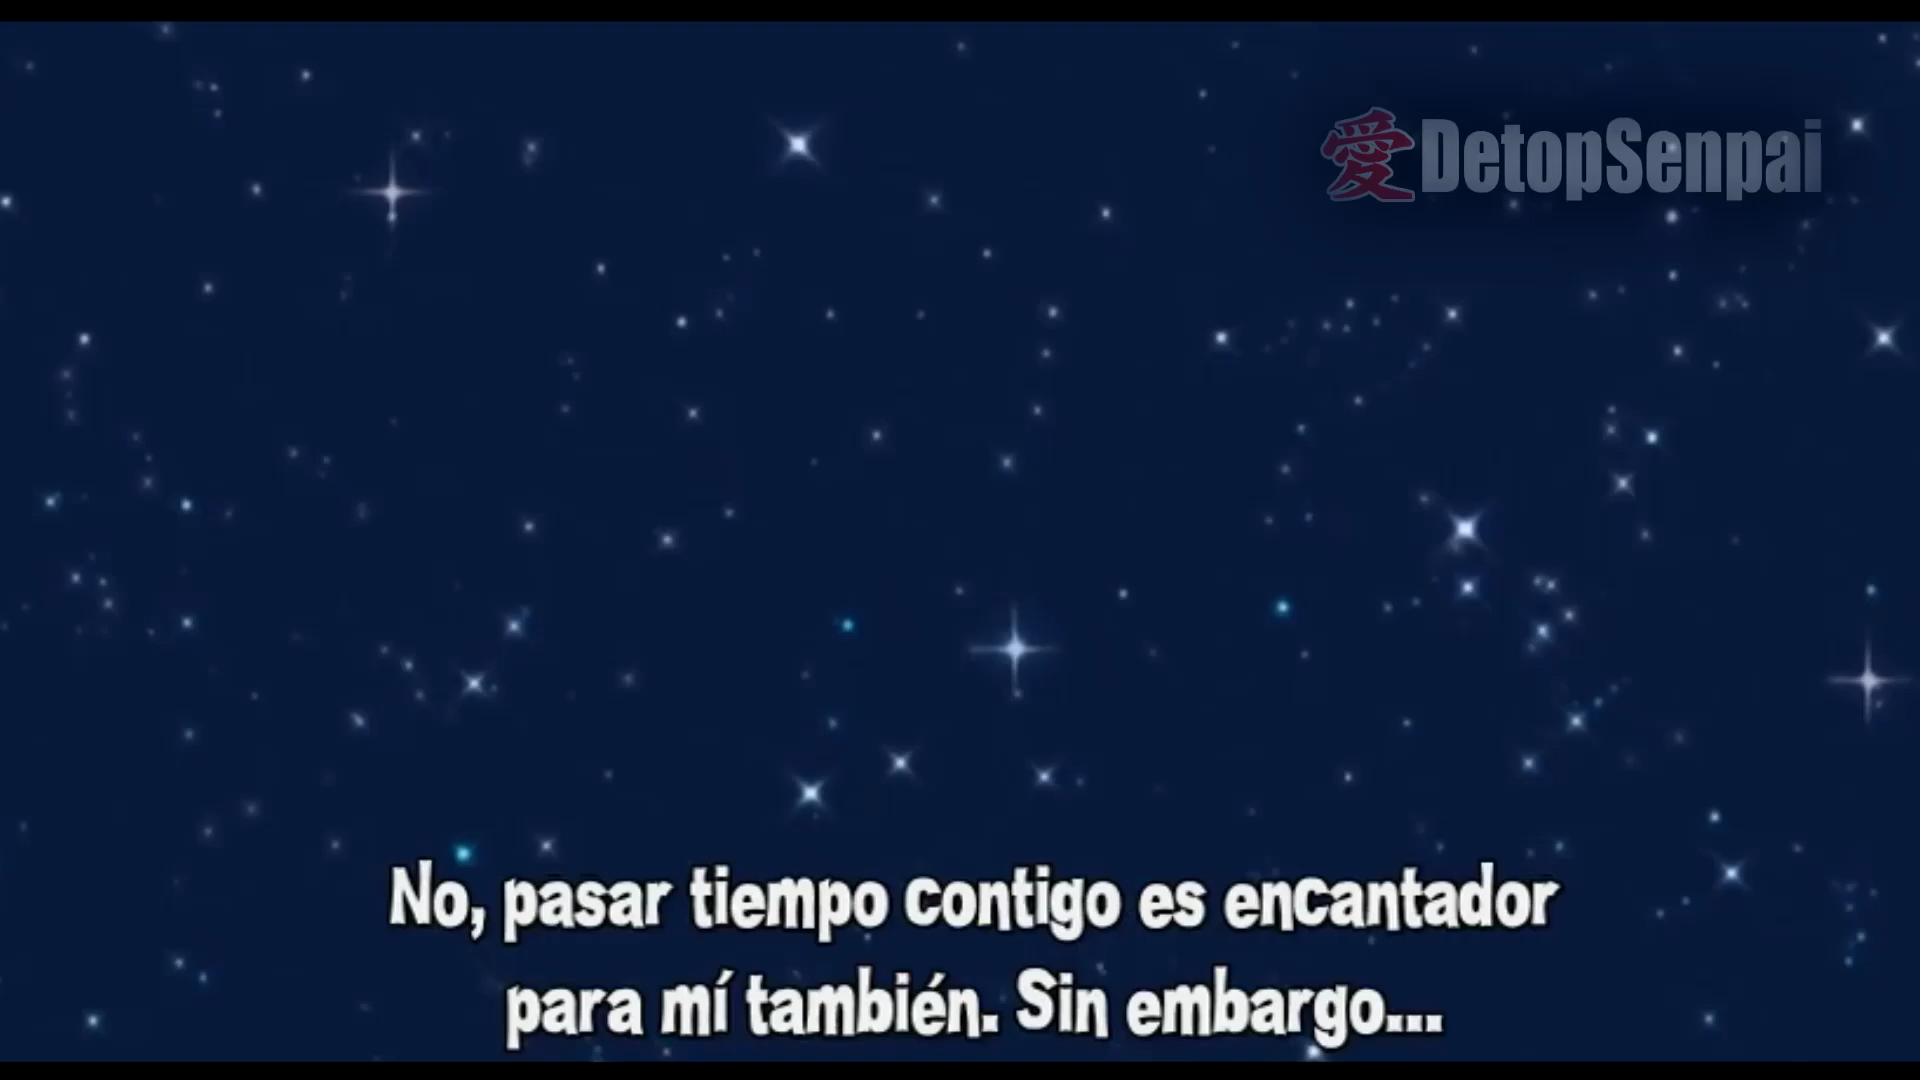 愛DetopSenpai
No, pasar tiempo contigo es encantador
para mí también. Sin embargo...